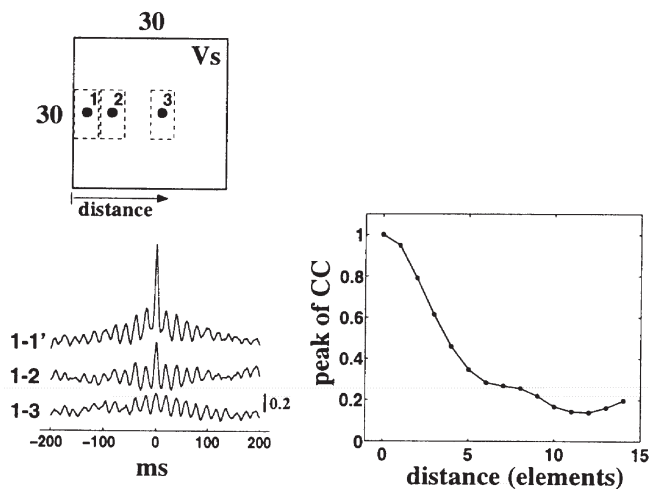 30
Vs
1 2 3
30
distance
1-1'
1-2
1-3
0.2
−200 −100 0 100 200
ms
peak of CC
1
0.8
0.6
0.4
0.2
0
0 5 10 15
distance (elements)